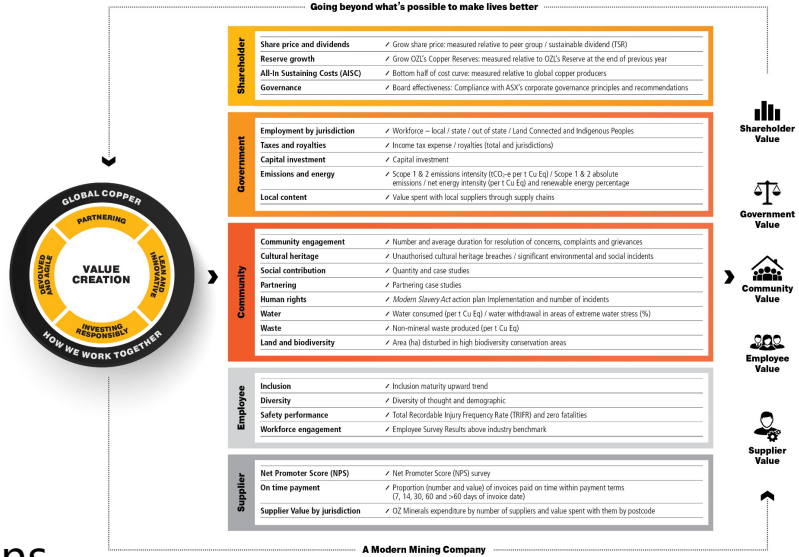 Going beyond what's possible to make lives better
Shareholder
Share price and dividends ✓ Grow share price: measured relative to peer group / sustainable dividend (TSR)
Reserve growth ✓ Grow OZL's Copper Reserves: measured relative to OZL's Reserve at the end of previous year
All-In Sustaining Costs (AISC) ✓ Bottom half of cost curve: measured relative to global copper producers
Governance ✓ Board effectiveness: Compliance with ASX's corporate governance principles and recommendations
Government
Employment by jurisdiction ✓ Workforce – local / state / out of state / Land Connected and Indigenous Peoples
Taxes and royalties ✓ Income tax expense / royalties (total and jurisdictions)
Capital investment ✓ Capital investment
Emissions and energy ✓ Scope 1 & 2 emissions intensity (tCO₂-e per t Cu Eq) / Scope 1 & 2 absolute
emissions / net energy intensity (per t Cu Eq) and renewable energy percentage
Local content ✓ Value spent with local suppliers through supply chains
Community
Community engagement ✓ Number and average duration for resolution of concerns, complaints and grievances
Cultural heritage ✓ Unauthorised cultural heritage breaches / significant environmental and social incidents
Social contribution ✓ Quantity and case studies
Partnering ✓ Partnering case studies
Human rights ✓ Modern Slavery Act action plan Implementation and number of incidents
Water ✓ Water consumed (per t Cu Eq) / water withdrawal in areas of extreme water stress (%)
Waste ✓ Non-mineral waste produced (per t Cu Eq)
Land and biodiversity ✓ Area (ha) disturbed in high biodiversity conservation areas
Employee
Inclusion ✓ Inclusion maturity upward trend
Diversity ✓ Diversity of thought and demographic
Safety performance ✓ Total Recordable Injury Frequency Rate (TRIFR) and zero fatalities
Workforce engagement ✓ Employee Survey Results above industry benchmark
Supplier
Net Promoter Score (NPS) ✓ Net Promoter Score (NPS) survey
On time payment ✓ Proportion (number and value) of invoices paid on time within payment terms
(7, 14, 30, 60 and >60 days of invoice date)
Supplier Value by jurisdiction ✓ OZ Minerals expenditure by number of suppliers and value spent with them by postcode
GLOBAL COPPER
PARTNERING
DEVOLVED
AND AGILE
VALUE
CREATION
LEAN AND
INNOVATIVE
INVESTING
RESPONSIBLY
HOW WE WORK TOGETHER
Shareholder
Value
Government
Value
Community
Value
Employee
Value
Supplier
Value
A Modern Mining Company